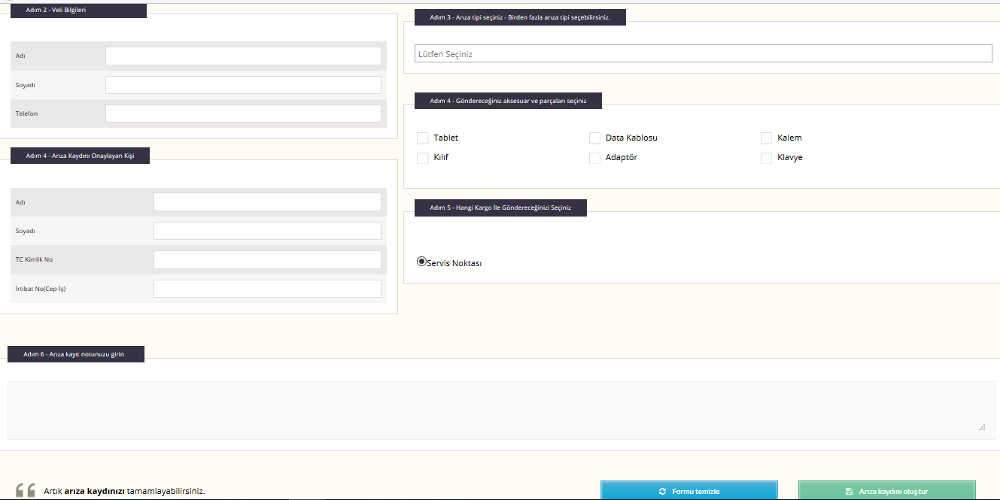 Adım 2 - Veli Bilgileri
Adı
Soyadı
Telefon
Adım 4 - Arıza Kaydını Onaylayan Kişi
Adı
Soyadı
TC Kimlik No
İrtibat No(Cep-İş)
Adım 3 - Arıza tipi seçiniz - Birden fazla arıza tipi seçebilirsiniz.
Lütfen Seçiniz
Adım 4 - Göndereceğiniz aksesuar ve parçaları seçiniz
Tablet
Data Kablosu
Kalem
Kılıf
Adaptör
Klavye
Adım 5 - Hangi Kargo İle Göndereceğinizi Seçiniz
Servis Noktası
Adım 6 - Arıza kayıt notunuzu girin
Artık arıza kaydınızı tamamlayabilirsiniz.
Formu temizle
Arıza kaydını oluştur